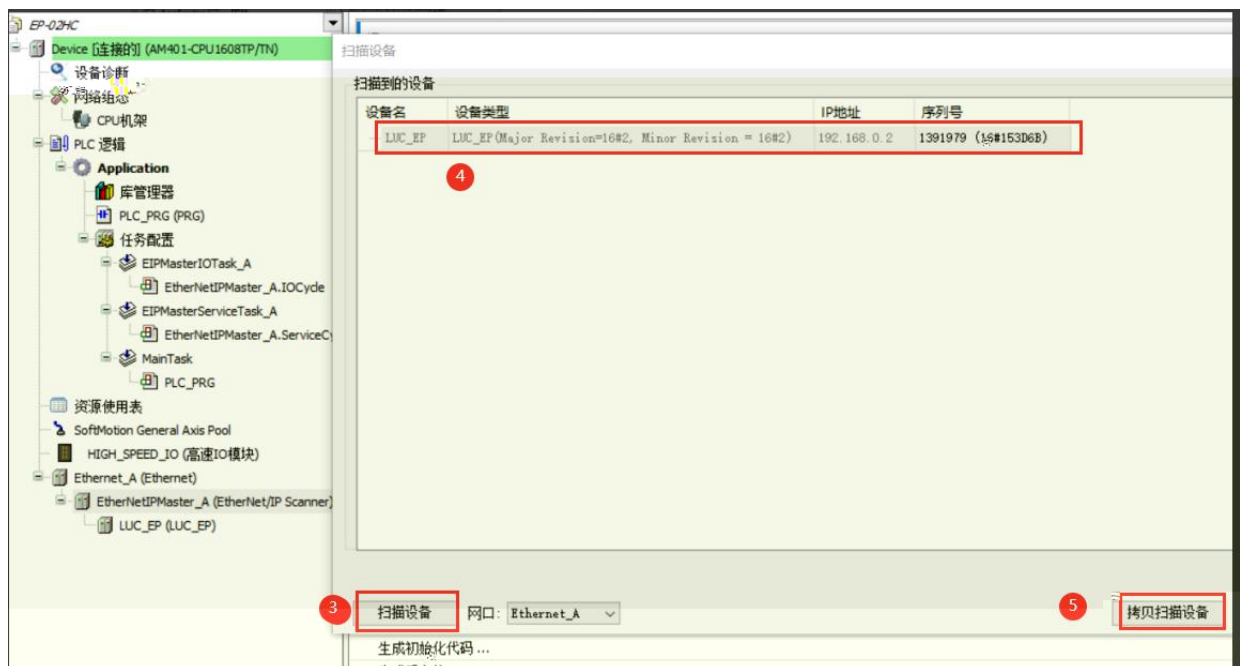 EP-02HC
Device [连接的] (AM401-CPU1608TP/TN)
设备诊断
网络组态
CPU机架
PLC 逻辑
Application
库管理器
PLC_PRG (PRG)
任务配置
EIPMasterIOTask_A
EtherNetIPMaster_A.IOCycle
EIPMasterServiceTask_A
EtherNetIPMaster_A.ServiceCy
MainTask
PLC_PRG
资源使用表
SoftMotion General Axis Pool
HIGH_SPEED_IO (高速IO模块)
Ethernet_A (Ethernet)
EtherNetIPMaster_A (EtherNet/IP Scanner)
LUC_EP (LUC_EP)
扫描设备
扫描到的设备
设备名 设备类型 IP地址 序列号
LUC_EP LUC_EP(Major Revision=16#2, Minor Revision = 16#2) 192.168.0.2 1391979 (16#153D6B)
4
3 扫描设备 网口: Ethernet_A 5 拷贝扫描设备
生成初始化代码 ...